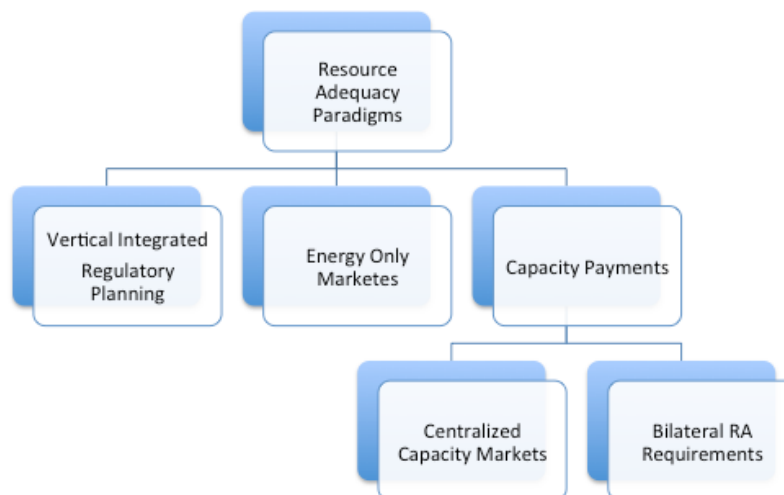 Resource
Adequacy
Paradigms
Vertical Integrated
Regulatory
Planning
Energy Only
Marketes
Capacity Payments
Centralized
Capacity Markets
Bilateral RA
Requirements